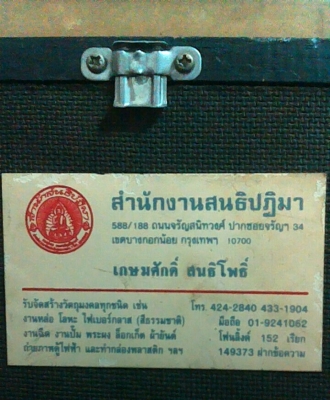 สำนักงานสนธิปฏิมา
588/188 ถนนจรัญสนิทวงศ์ ปากซอยจรัญฯ 34
เขตบางกอกน้อย กรุงเทพฯ 10700
เกษมศักดิ์ สนธิโพธิ์
รับจัดสร้างวัตถุมงคลทุกชนิด เช่น
งานหล่อ โลหะ ไฟเบอร์กลาส (สีธรรมชาติ)
งานฉีด งานปั๊ม พระผง ล็อกเก็ต ผ้ายันต์
ถ่ายภาพตู้ไฟฟ้า และทำกล่องพลาสติก ฯลฯ
โทร 424-2840 433-1904
มือถือ 01-9241052
โฟนลิ้งค์ 152 เรียก
149373 ฝากข้อความ